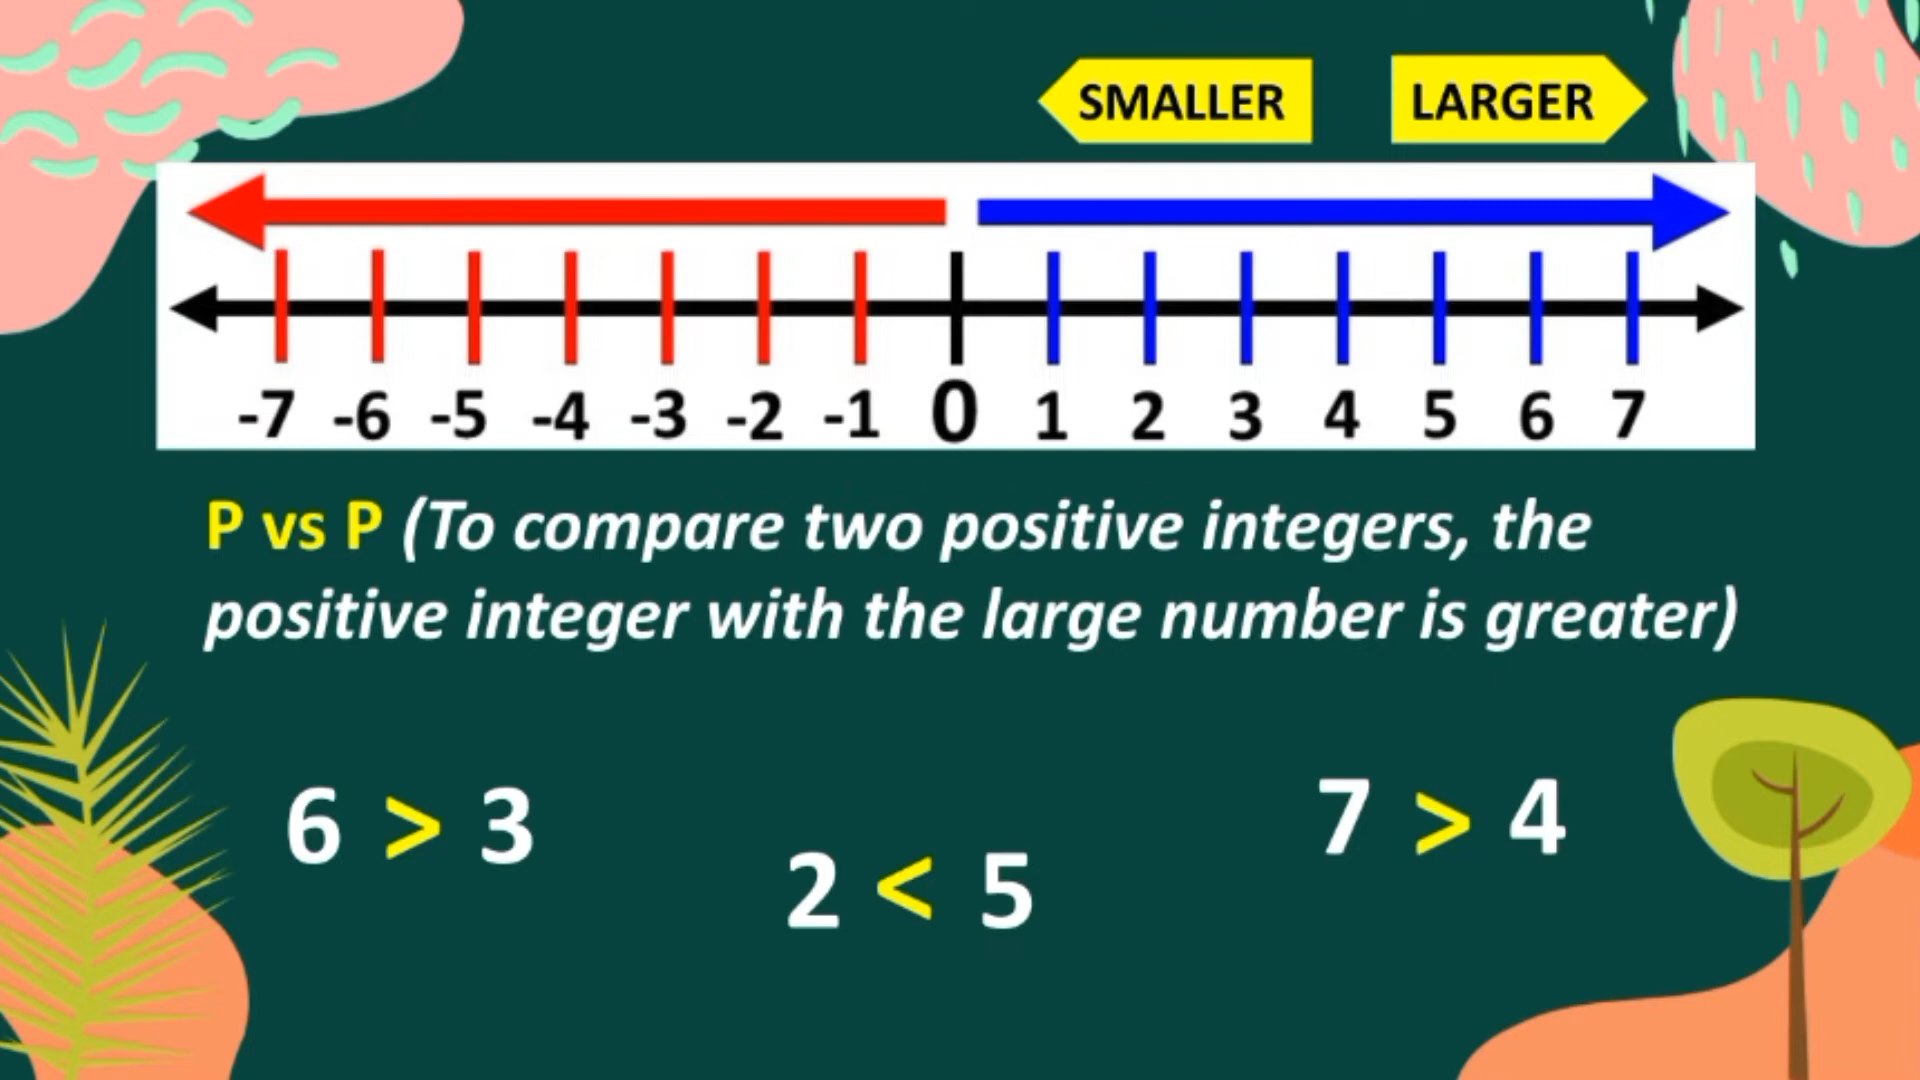 SMALLER LARGER
-7 -6 -5 -4 -3 -2 -1 0 1 2 3 4 5 6 7
P vs P (To compare two positive integers, the
positive integer with the large number is greater)
6 > 3
2 < 5
7 > 4